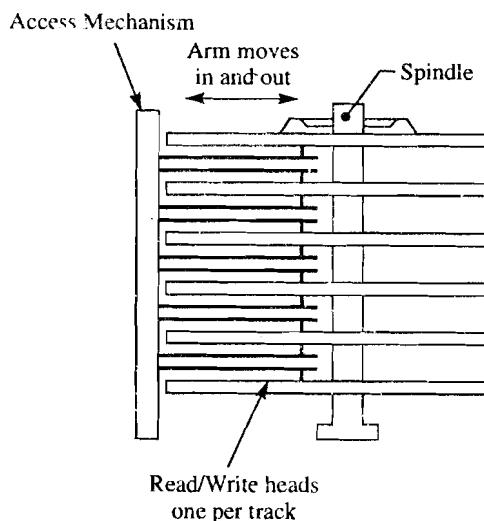 Access Mechanism
Arm moves
in and out
Spindle
Read/Write heads
one per track